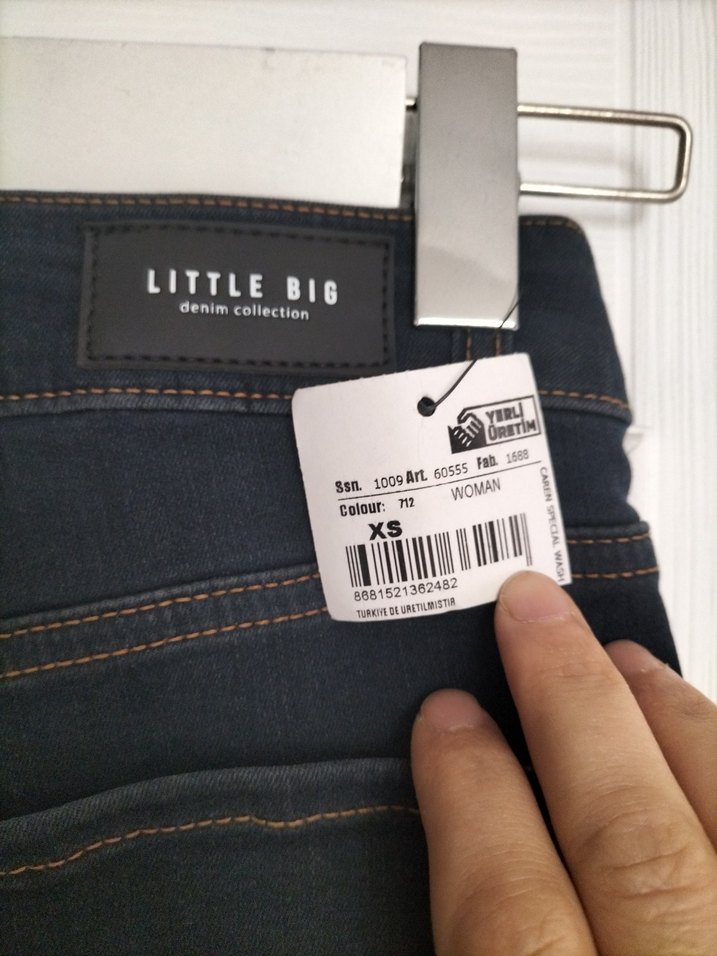 LITTLE BIG
denim collection
YERLİ
ÜRETİM
Ssn. 1009 Art. 60555 Fab. 1688
Colour: 712 WOMAN
XS
8681521362482
TURKIYE DE URETILMISTIR
CAREN SPECIAL WASH